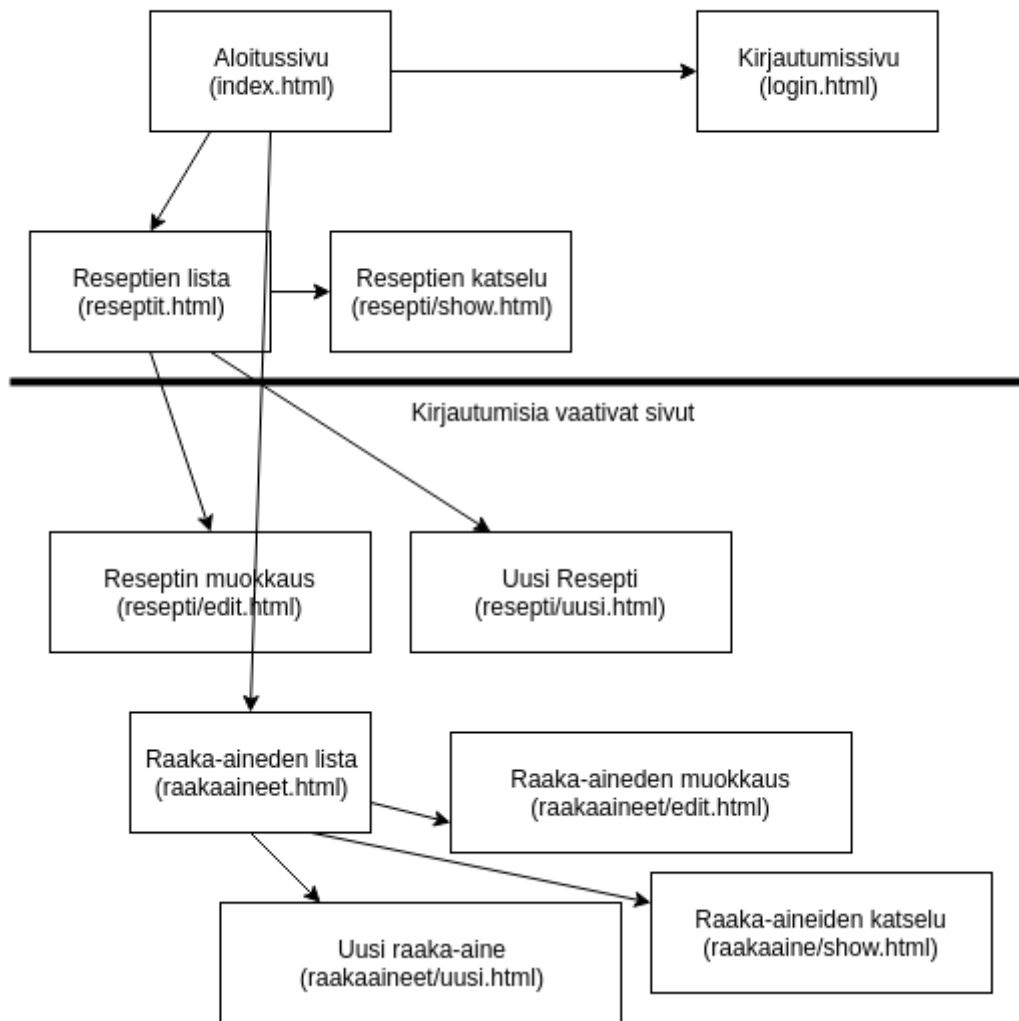 Aloitussivu
(index.html)
Kirjautumissivu
(login.html)
Reseptien lista
(reseptit.html)
Reseptien katselu
(resepti/show.html)
Kirjautumisia vaativat sivut
Reseptin muokkaus
(resepti/edit.html)
Uusi Resepti
(resepti/uusi.html)
Raaka-aineden lista
(raakaaineet.html)
Raaka-aineden muokkaus
(raakaaineet/edit.html)
Raaka-aineiden katselu
(raakaaine/show.html)
Uusi raaka-aine
(raakaaineet/uusi.html)